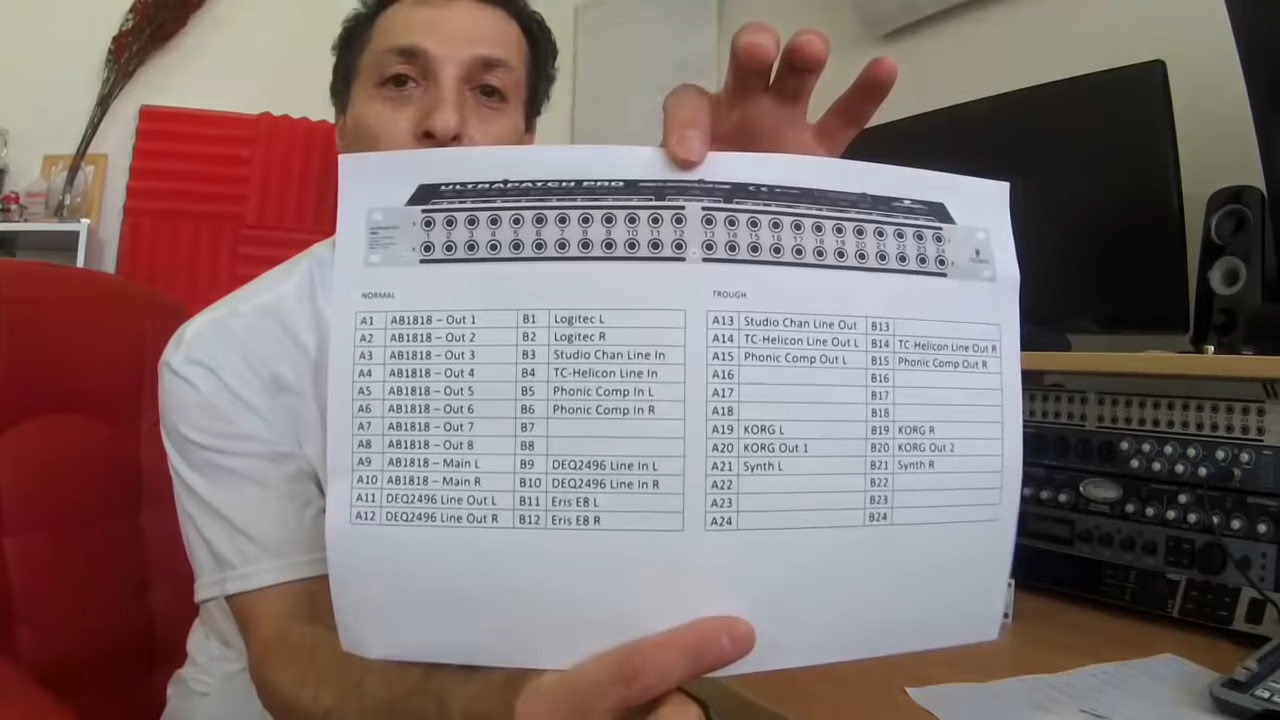 ULTRAPATCH PRO
1 2 3 4 5 6 7 8 9 10 11 12 13 14 15 16 17 18 19 20 21 22 23 24
NORMAL
A1 AB1818 – Out 1 B1 Logitec L
A2 AB1818 – Out 2 B2 Logitec R
A3 AB1818 – Out 3 B3 Studio Chan Line In
A4 AB1818 – Out 4 B4 TC-Helicon Line In
A5 AB1818 – Out 5 B5 Phonic Comp In L
A6 AB1818 – Out 6 B6 Phonic Comp In R
A7 AB1818 – Out 7 B7
A8 AB1818 – Out 8 B8
A9 AB1818 – Main L B9 DEQ2496 Line In L
A10 AB1818 – Main R B10 DEQ2496 Line In R
A11 DEQ2496 Line Out L B11 Eris E8 L
A12 DEQ2496 Line Out R B12 Eris E8 R
TROUGH
A13 Studio Chan Line Out B13
A14 TC-Helicon Line Out L B14 TC-Helicon Line Out R
A15 Phonic Comp Out L B15 Phonic Comp Out R
A16 B16
A17 B17
A18 B18
A19 KORG L B19 KORG R
A20 KORG Out 1 B20 KORG Out 2
A21 Synth L B21 Synth R
A22 B22
A23 B23
A24 B24